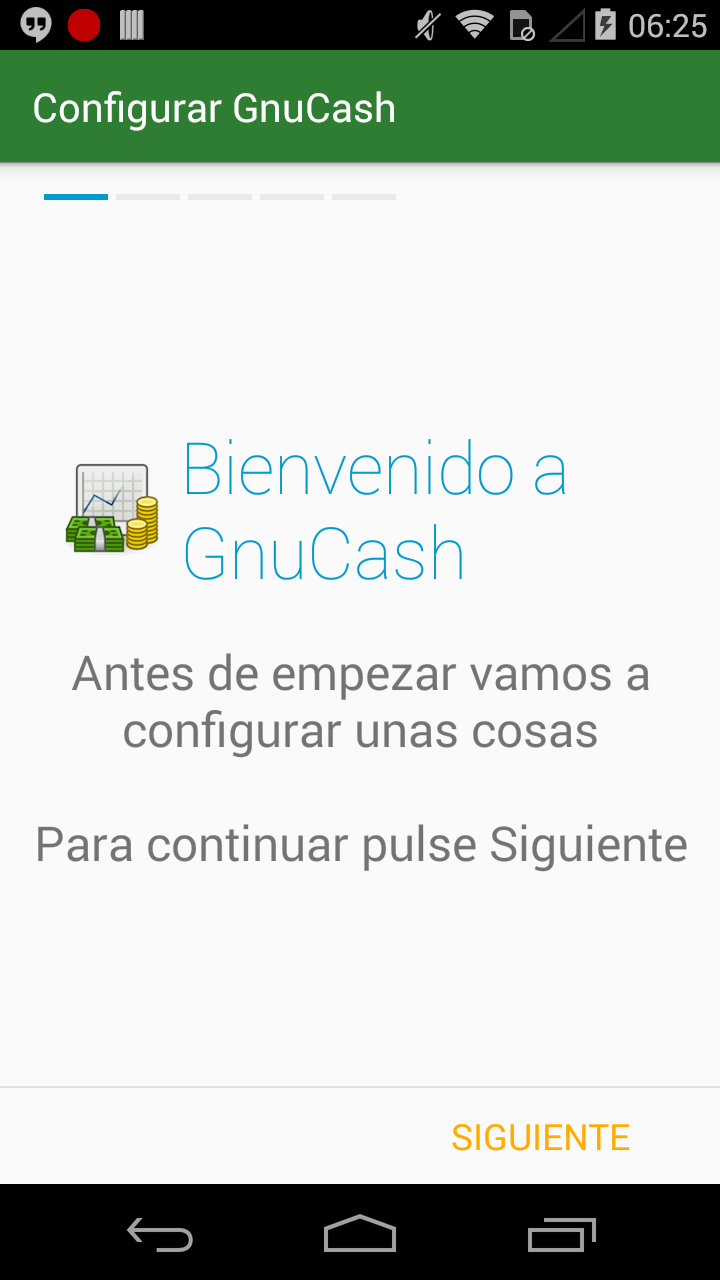 06:25
Configurar GnuCash
Bienvenido a
GnuCash
Antes de empezar vamos a
configurar unas cosas
Para continuar pulse Siguiente
SIGUIENTE